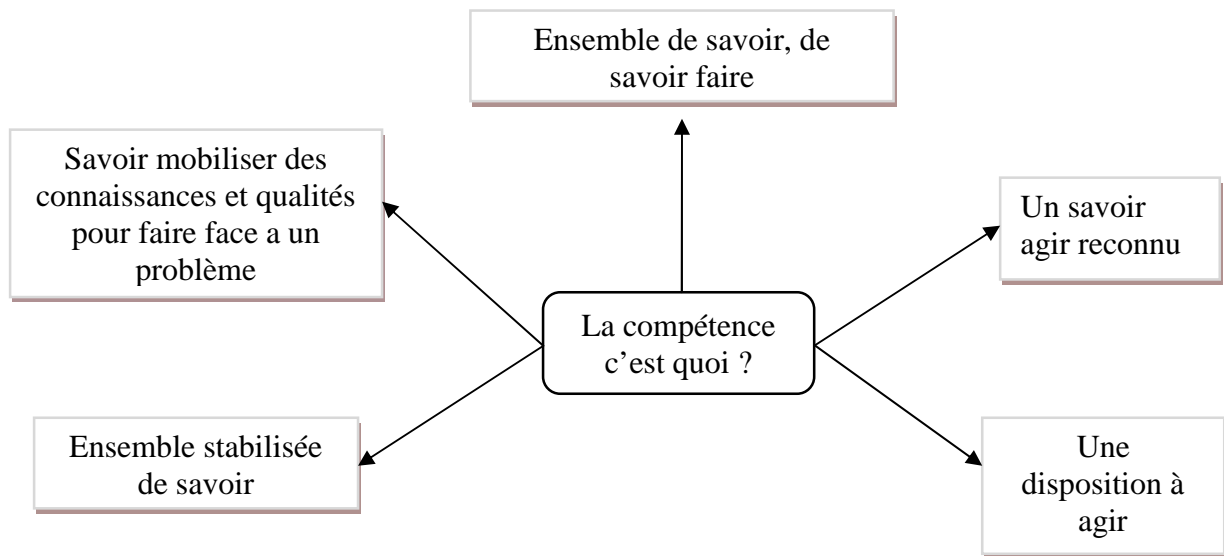 Ensemble de savoir, de
savoir faire
Savoir mobiliser des
connaissances et qualités
pour faire face a un
problème
Un savoir
agir reconnu
La compétence
c’est quoi ?
Ensemble stabilisée
de savoir
Une
disposition à
agir